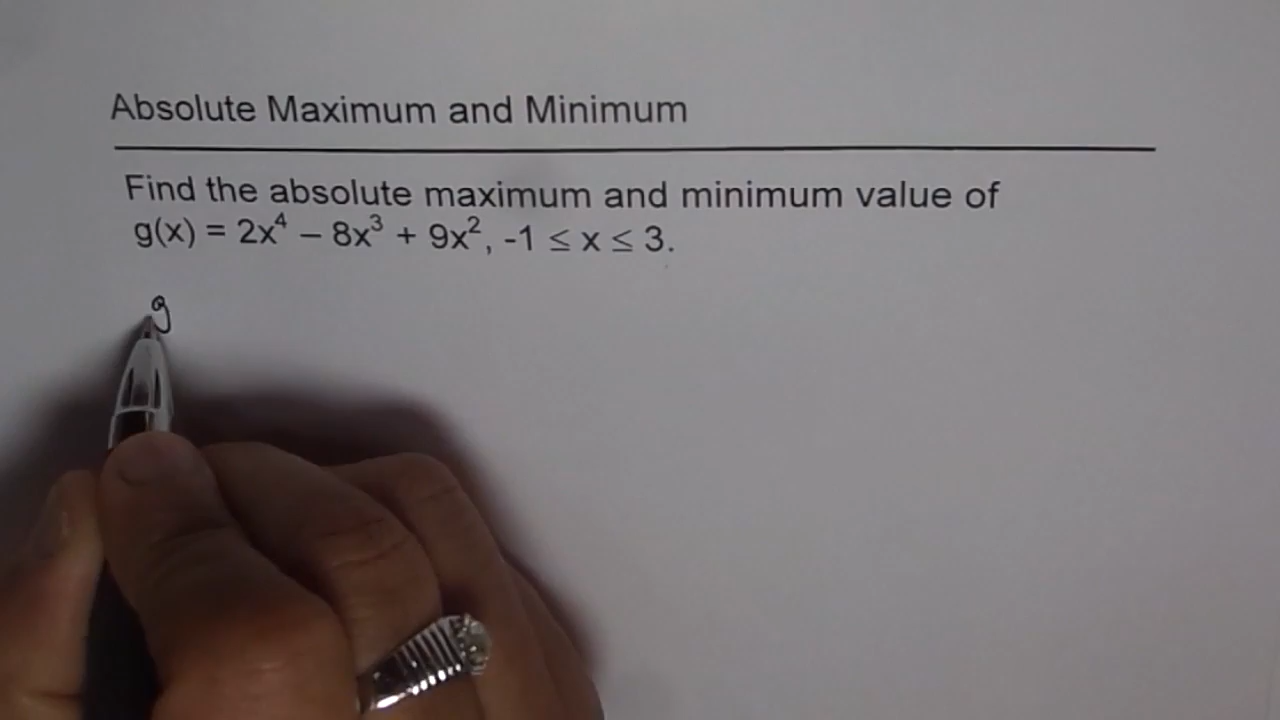 Absolute Maximum and Minimum
Find the absolute maximum and minimum value of
g(x) = 2x⁴ – 8x³ + 9x², -1 ≤ x ≤ 3.
g